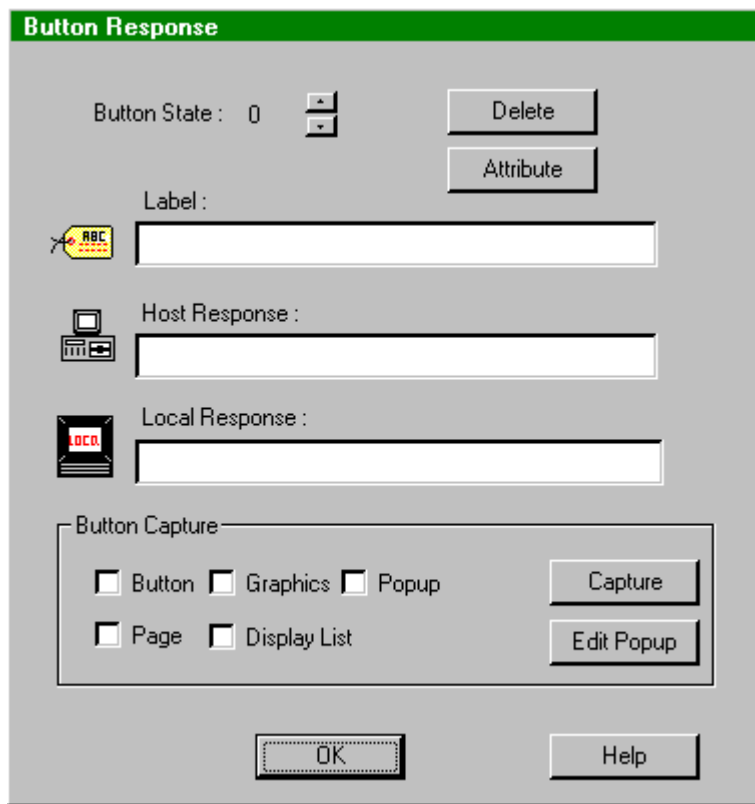 Button Response
Button State : 0
Delete
Attribute
Label :
ABC
Host Response :
Local Response :
LOCA
Button Capture
Button Graphics Popup
Capture
Page Display List
Edit Popup
OK
Help